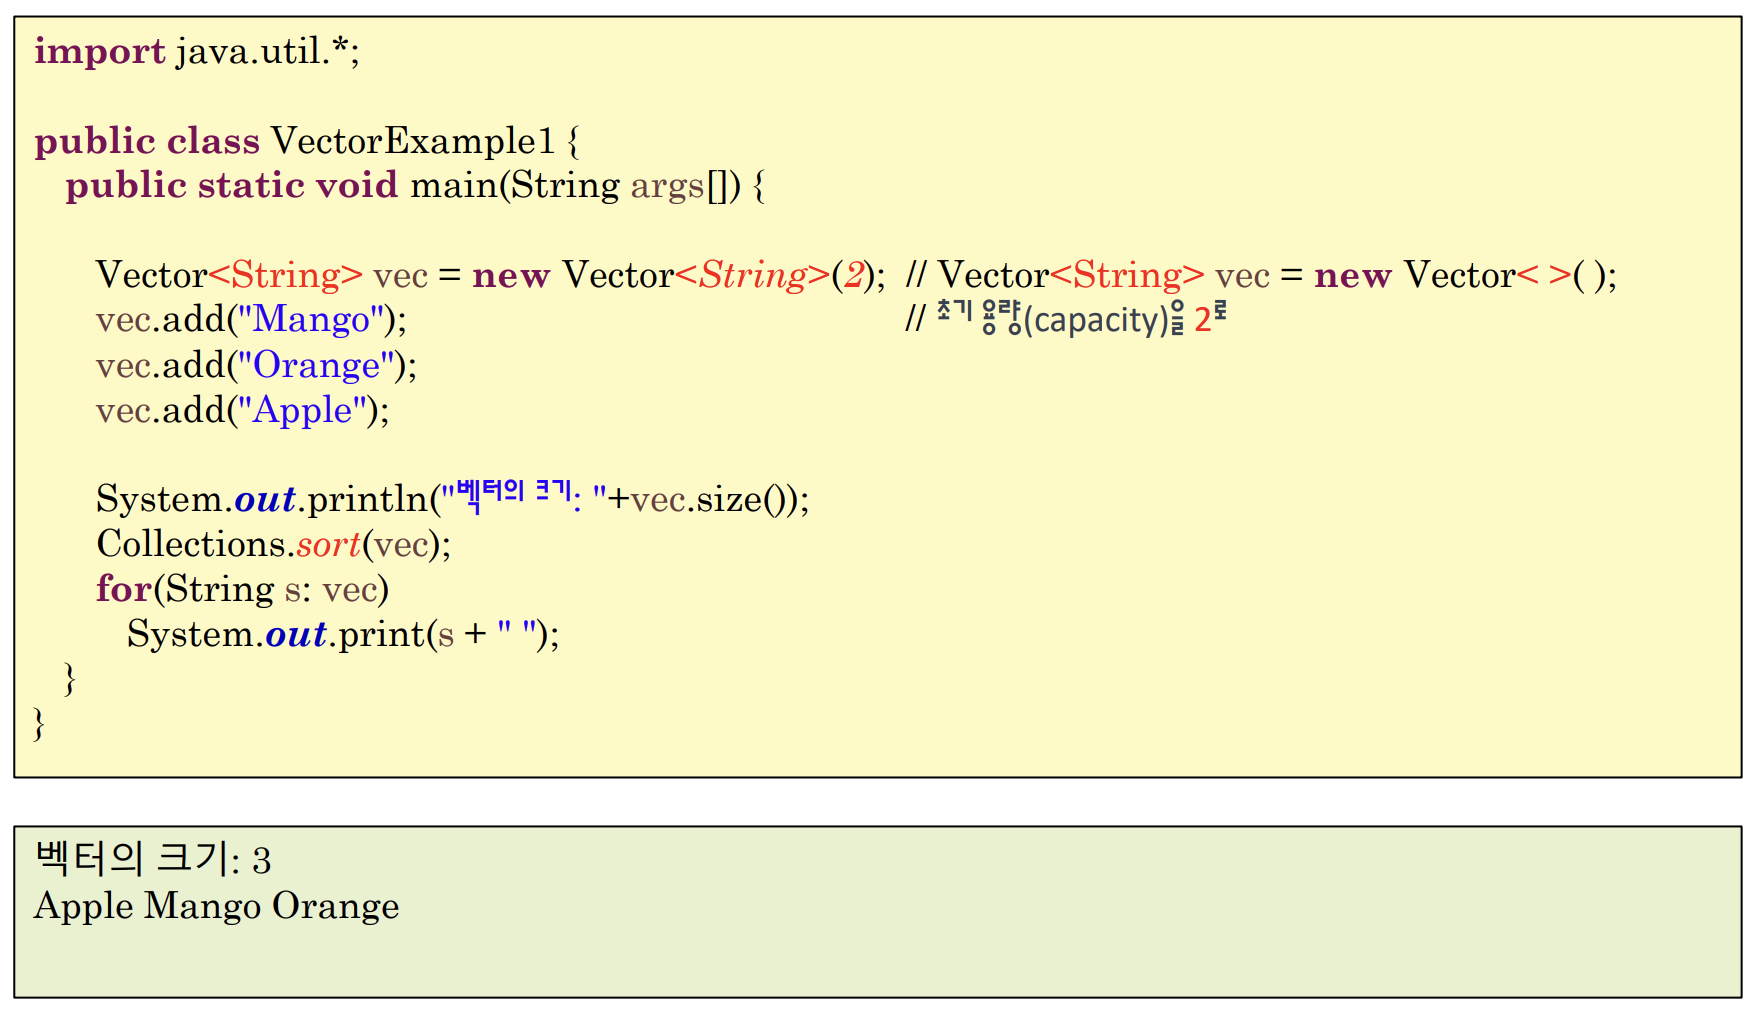 import java.util.*;
public class VectorExample1 {
public static void main(String args[]) {
Vector<String> vec = new Vector<String>(2); // Vector<String> vec = new Vector< >( );
vec.add("Mango"); // 초기 용량(capacity)을 2로
vec.add("Orange");
vec.add("Apple");
System.out.println("벡터의 크기: "+vec.size());
Collections.sort(vec);
for(String s: vec)
System.out.print(s + " ");
}
}
벡터의 크기: 3
Apple Mango Orange